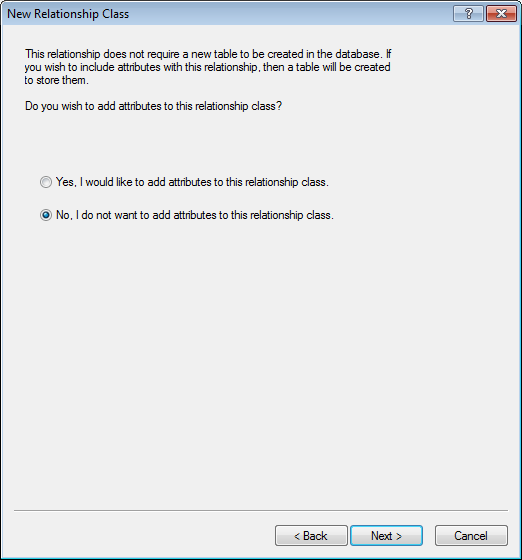 New Relationship Class
?
This relationship does not require a new table to be created in the database. If
you wish to include attributes with this relationship, then a table will be created
to store them.
Do you wish to add attributes to this relationship class?
Yes, I would like to add attributes to this relationship class.
No, I do not want to add attributes to this relationship class.
< Back Next > Cancel